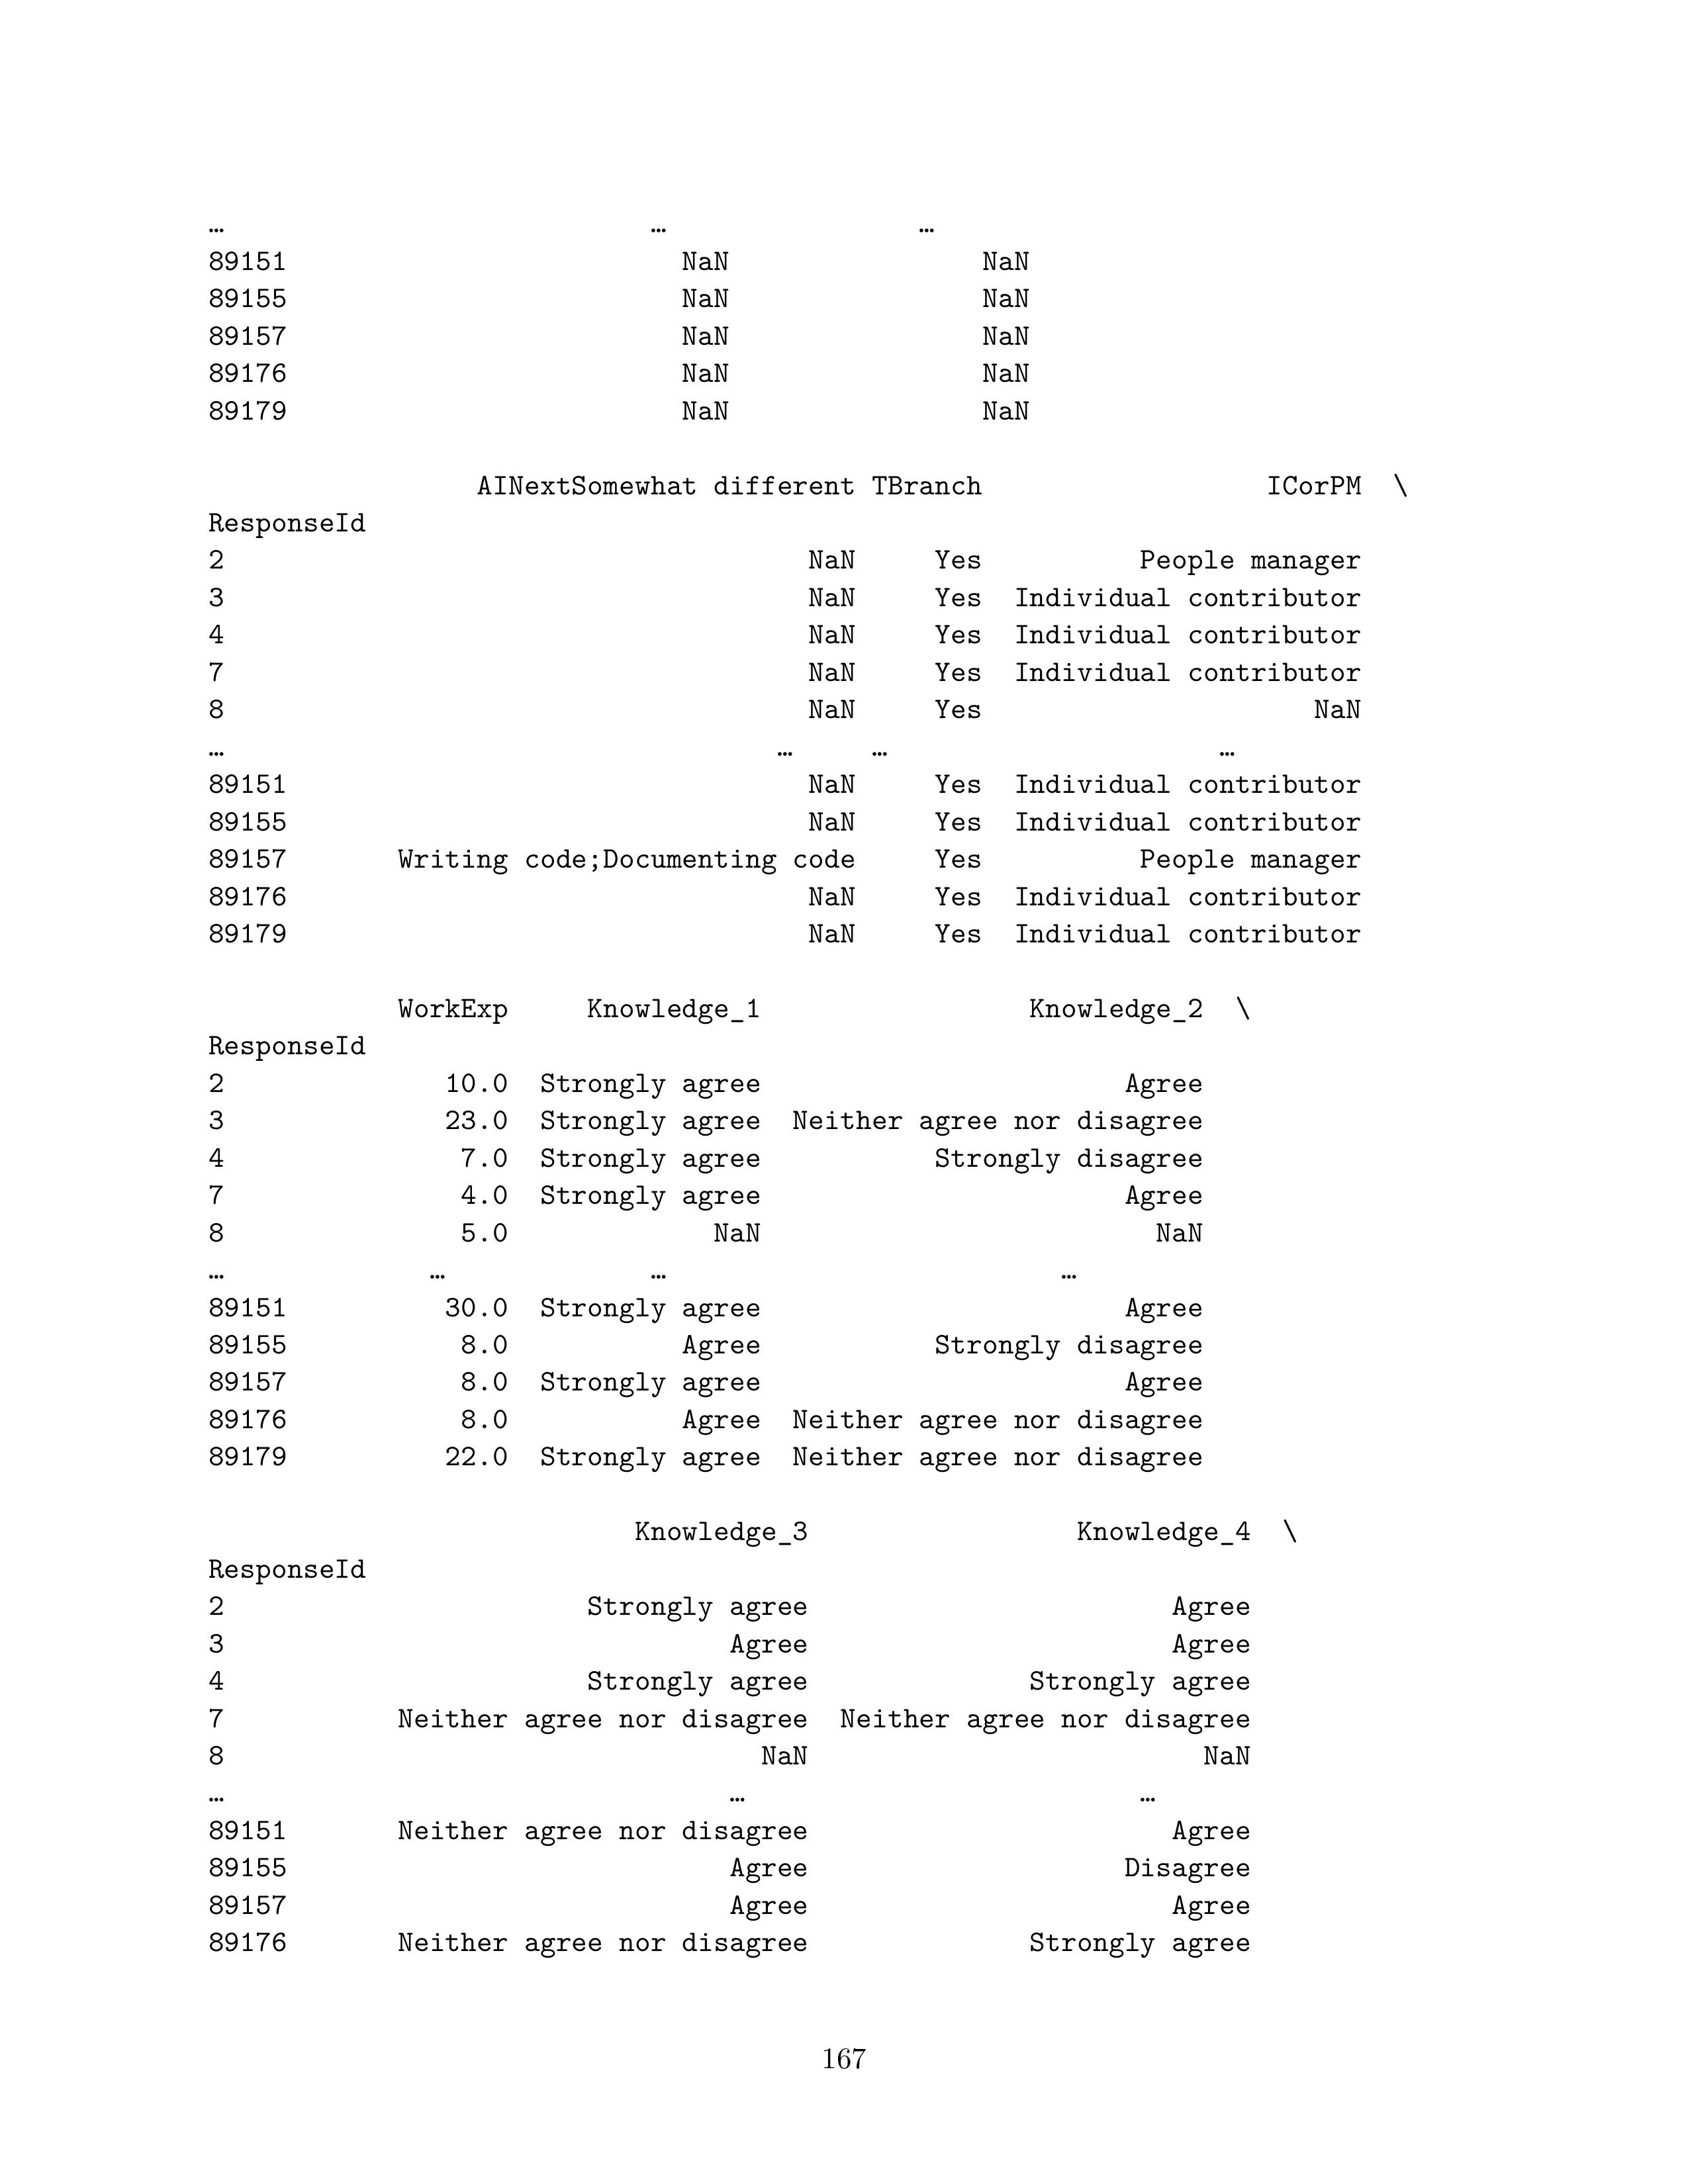 … … …
89151 NaN NaN
89155 NaN NaN
89157 NaN NaN
89176 NaN NaN
89179 NaN NaN
AINextSomewhat different TBranch ICorPM \
ResponseId
2 NaN Yes People manager
3 NaN Yes Individual contributor
4 NaN Yes Individual contributor
7 NaN Yes Individual contributor
8 NaN Yes NaN
… … … …
89151 NaN Yes Individual contributor
89155 NaN Yes Individual contributor
89157 Writing code;Documenting code Yes People manager
89176 NaN Yes Individual contributor
89179 NaN Yes Individual contributor
WorkExp Knowledge_1 Knowledge_2 \
ResponseId
2 10.0 Strongly agree Agree
3 23.0 Strongly agree Neither agree nor disagree
4 7.0 Strongly agree Strongly disagree
7 4.0 Strongly agree Agree
8 5.0 NaN NaN
… … … …
89151 30.0 Strongly agree Agree
89155 8.0 Agree Strongly disagree
89157 8.0 Strongly agree Agree
89176 8.0 Agree Neither agree nor disagree
89179 22.0 Strongly agree Neither agree nor disagree
Knowledge_3 Knowledge_4 \
ResponseId
2 Strongly agree Agree
3 Agree Agree
4 Strongly agree Strongly agree
7 Neither agree nor disagree Neither agree nor disagree
8 NaN NaN
… … …
89151 Neither agree nor disagree Agree
89155 Agree Disagree
89157 Agree Agree
89176 Neither agree nor disagree Strongly agree
167